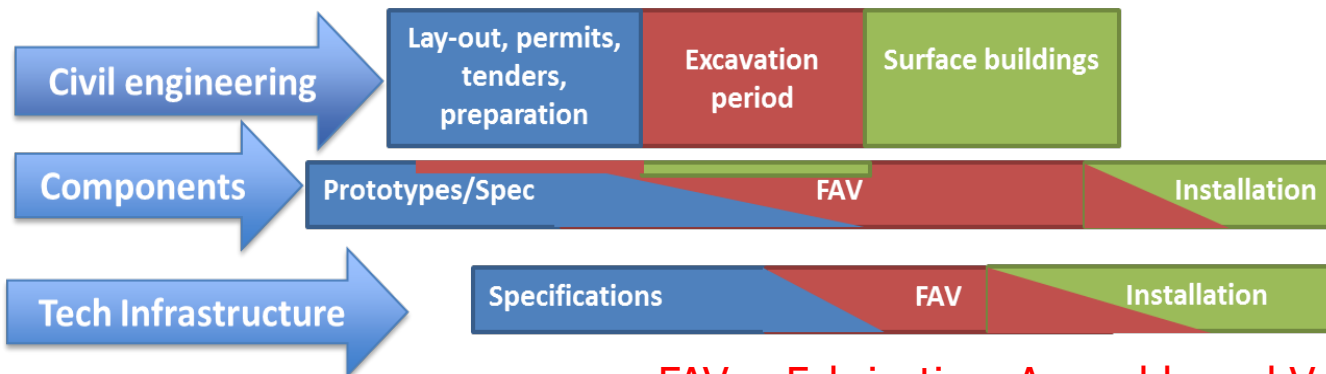 Civil engineering
Lay-out, permits,
tenders,
preparation
Excavation
period
Surface buildings
Components
Prototypes/Spec
FAV
Installation
Tech Infrastructure
Specifications
FAV
Installation